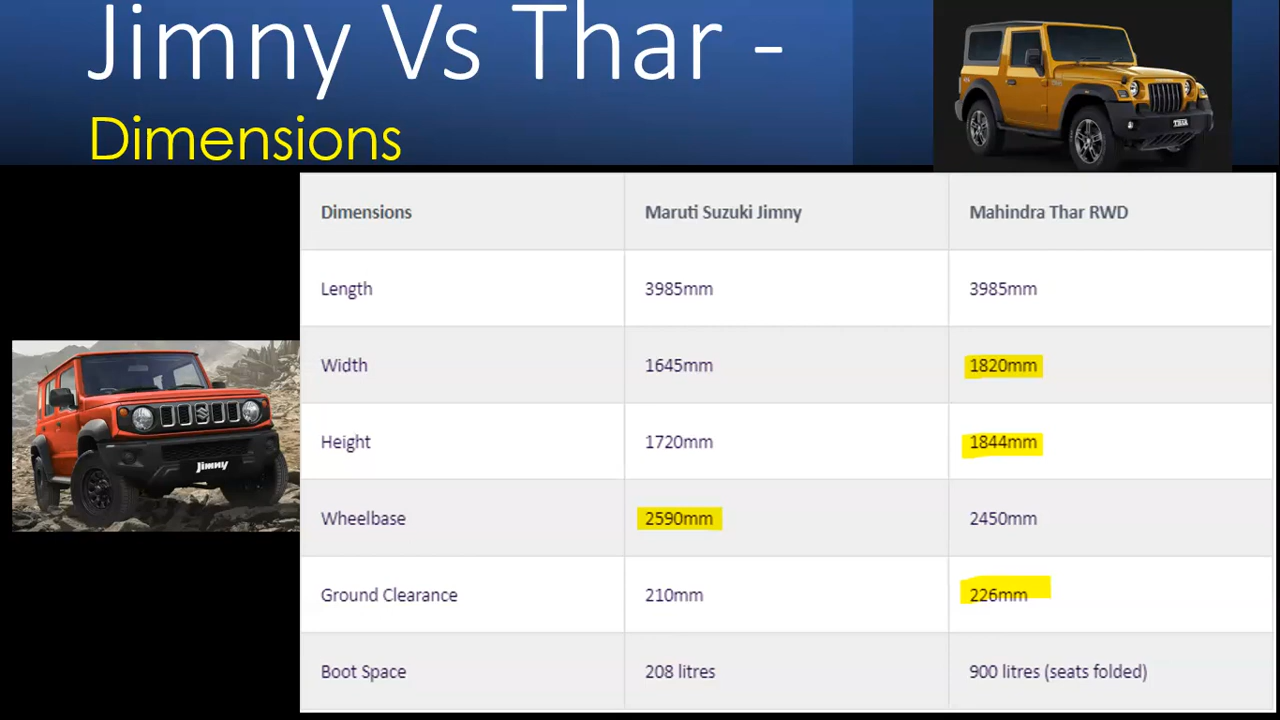 Jimny Vs Thar -
Dimensions
Dimensions Maruti Suzuki Jimny Mahindra Thar RWD
Length 3985mm 3985mm
Width 1645mm 1820mm
Height 1720mm 1844mm
Wheelbase 2590mm 2450mm
Ground Clearance 210mm 226mm
Boot Space 208 litres 900 litres (seats folded)
Jimny